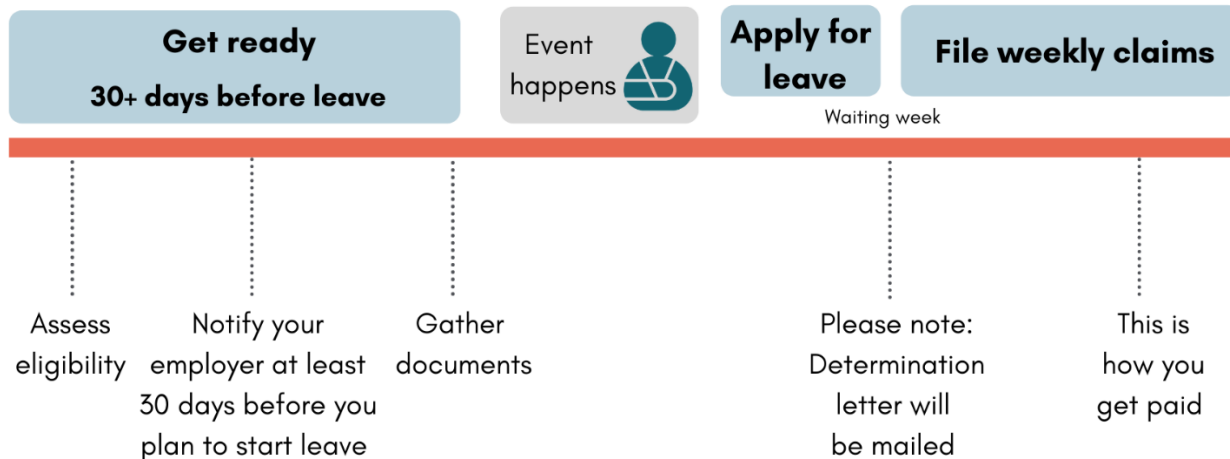 Get ready
30+ days before leave
Event
happens
Apply for
leave
File weekly claims
Waiting week
Assess
eligibility
Notify your
employer at least
30 days before you
plan to start leave
Gather
documents
Please note:
Determination
letter will
be mailed
This is
how you
get paid